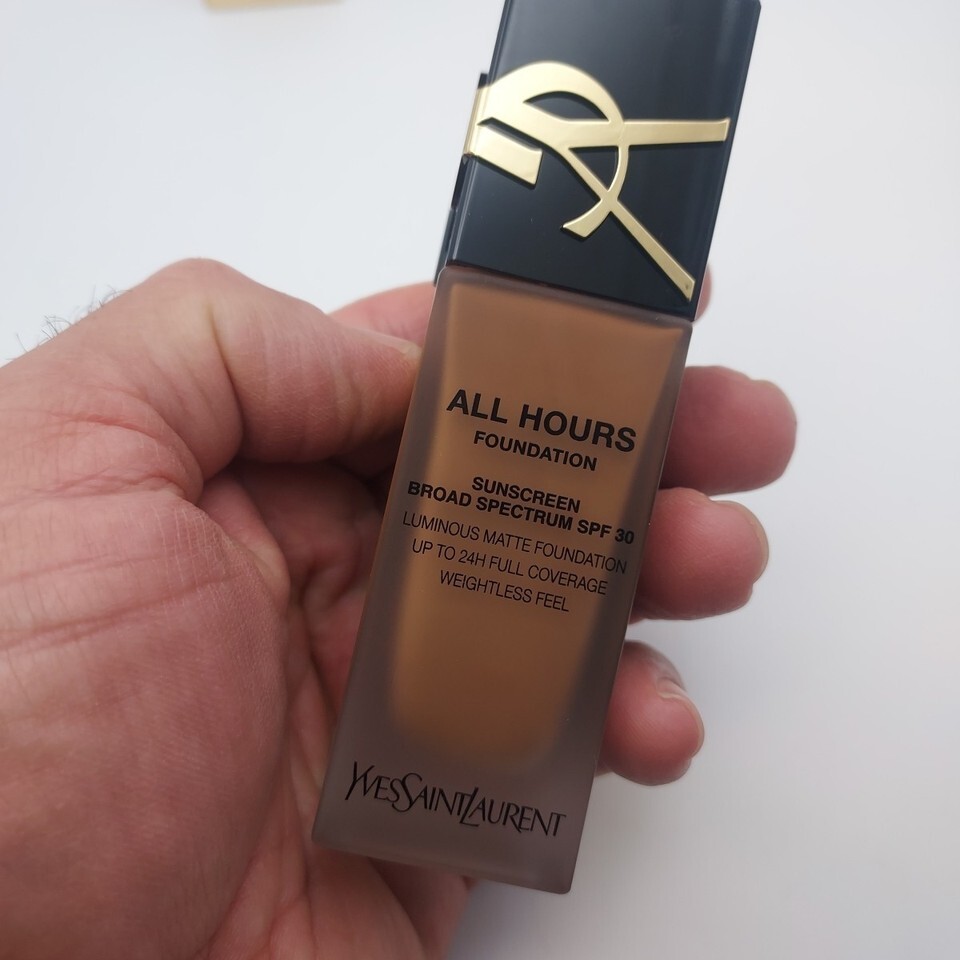 ALL HOURS
FOUNDATION
SUNSCREEN
BROAD SPECTRUM SPF 30
LUMINOUS MATTE FOUNDATION
UP TO 24H FULL COVERAGE
WEIGHTLESS FEEL
YVESSAINTLAURENT